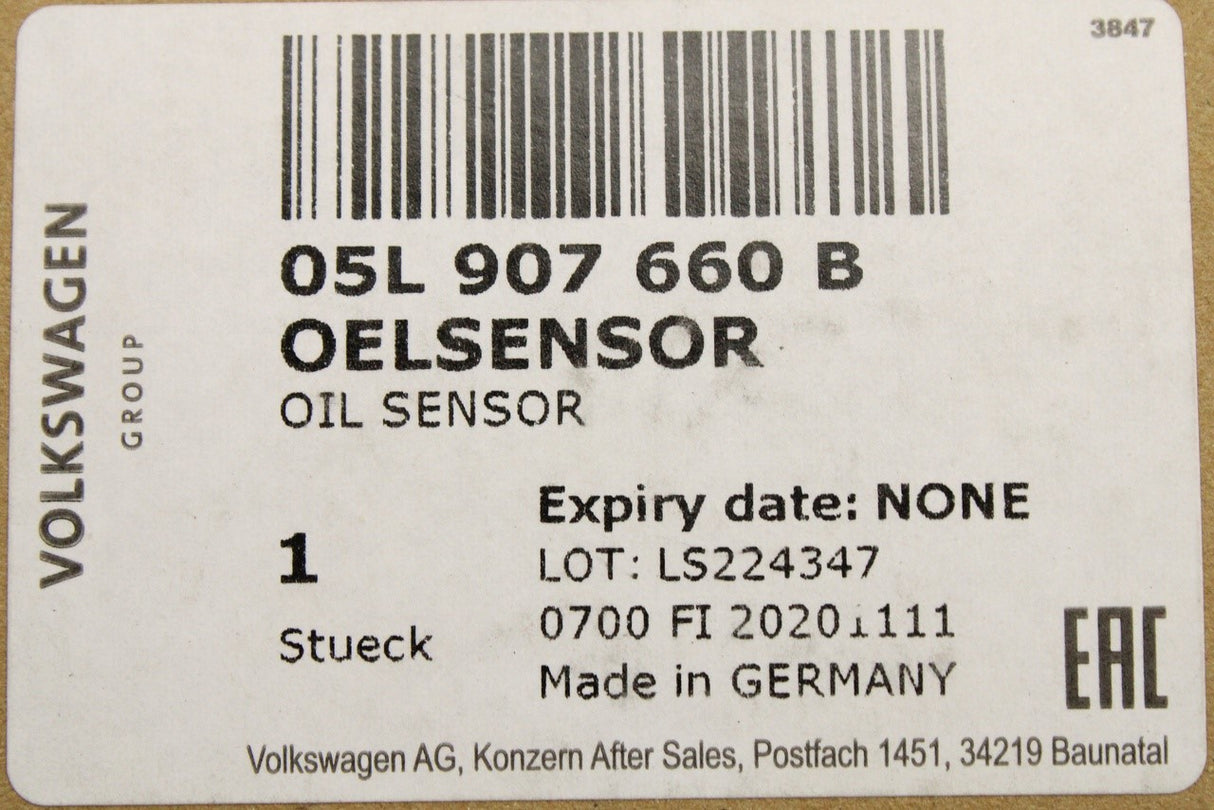 3847
VOLKSWAGEN
GROUP
05L 907 660 B
OELSENSOR
OIL SENSOR
1
Stueck
Expiry date: NONE
LOT: LS224347
0700 FI 20201111
Made in GERMANY
EAC
Volkswagen AG, Konzern After Sales, Postfach 1451, 34219 Baunatal